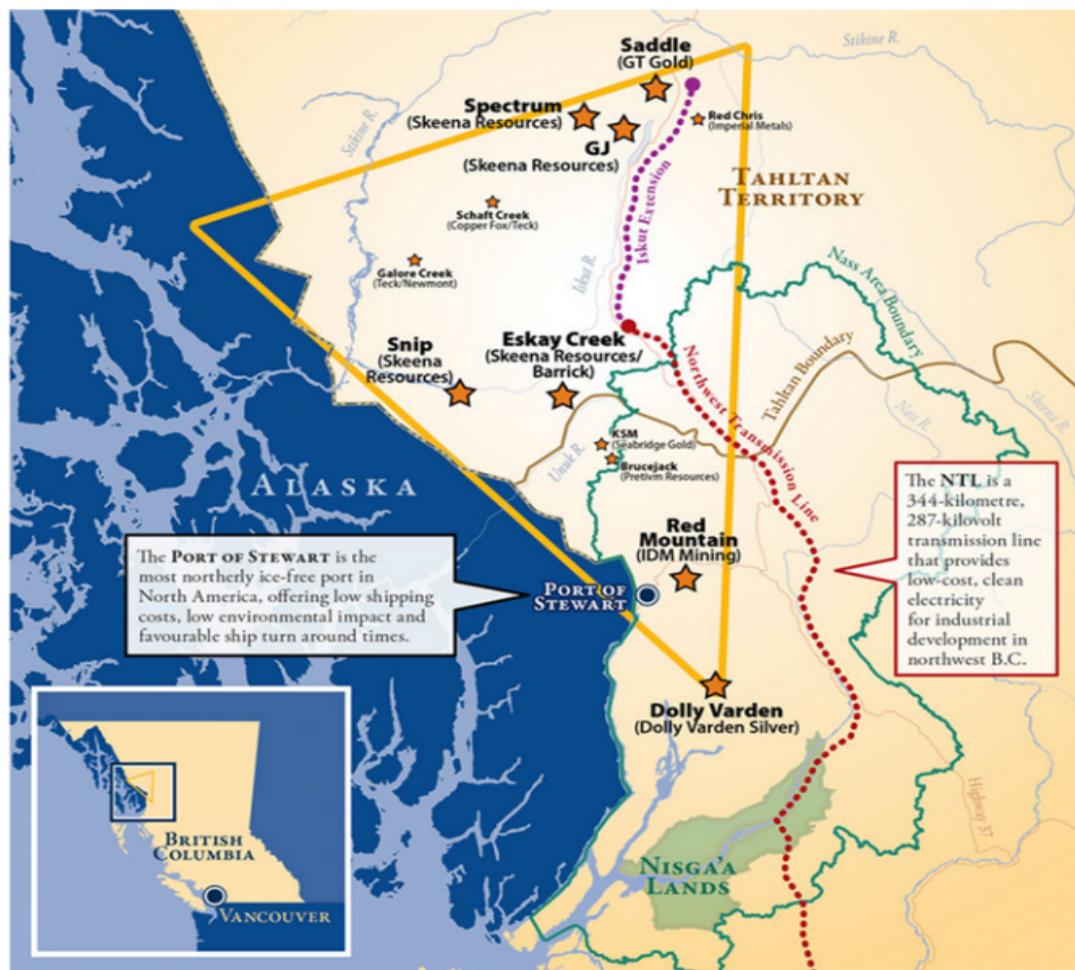 Stikine R.
Saddle
(GT Gold)
Spectrum
(Skeena Resources)
GJ
(Skeena Resources)
Red Chris
(Imperial Metals)
Stikine R.
Iskut Extension
TAHLTAN
TERRITORY
Schaft Creek
(Copper Fox/Teck)
Galore Creek
(Teck/Newmont)
Iskut R.
Nass Area Boundary
Snip
(Skeena
Resources)
Eskay Creek
(Skeena Resources/
Barrick)
Northwest Transmission Line
Tahltan Boundary
Nass R.
Skeena R.
KSM
(Seabridge Gold)
Unuk R.
Brucejack
(Pretivm Resources)
ALASKA
The NTL is a
344-kilometre,
287-kilovolt
transmission line
that provides
low-cost, clean
electricity
for industrial
development in
northwest B.C.
Red
Mountain
(IDM Mining)
The PORT OF STEWART is the
most northerly ice-free port in
North America, offering low shipping
costs, low environmental impact and
favourable ship turn around times.
PORT OF
STEWART
Dolly Varden
(Dolly Varden Silver)
Highway 37
NISGA'A
LANDS
BRITISH
COLUMBIA
VANCOUVER